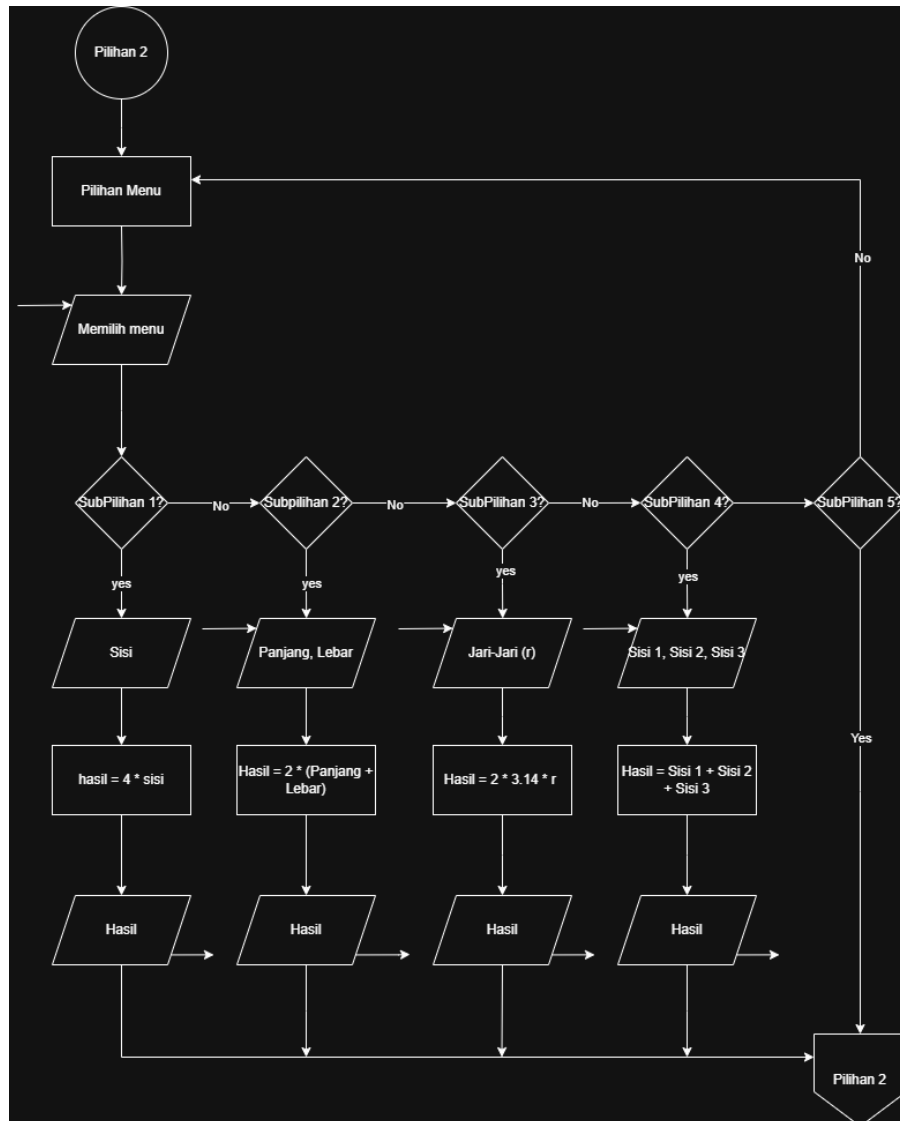 Pilihan 2
Pilihan Menu
No
Memilih menu
SubPilihan 1?
No
Subpilihan 2?
No
SubPilihan 3?
No
SubPilihan 4?
SubPilihan 5?
yes
yes
yes
yes
Sisi
Panjang, Lebar
Jari-Jari (r)
Sisi 1, Sisi 2, Sisi 3
Yes
hasil = 4 * sisi
Hasil = 2 * (Panjang +
Lebar)
Hasil = 2 * 3.14 * r
Hasil = Sisi 1 + Sisi 2
+ Sisi 3
Hasil
Hasil
Hasil
Hasil
Pilihan 2